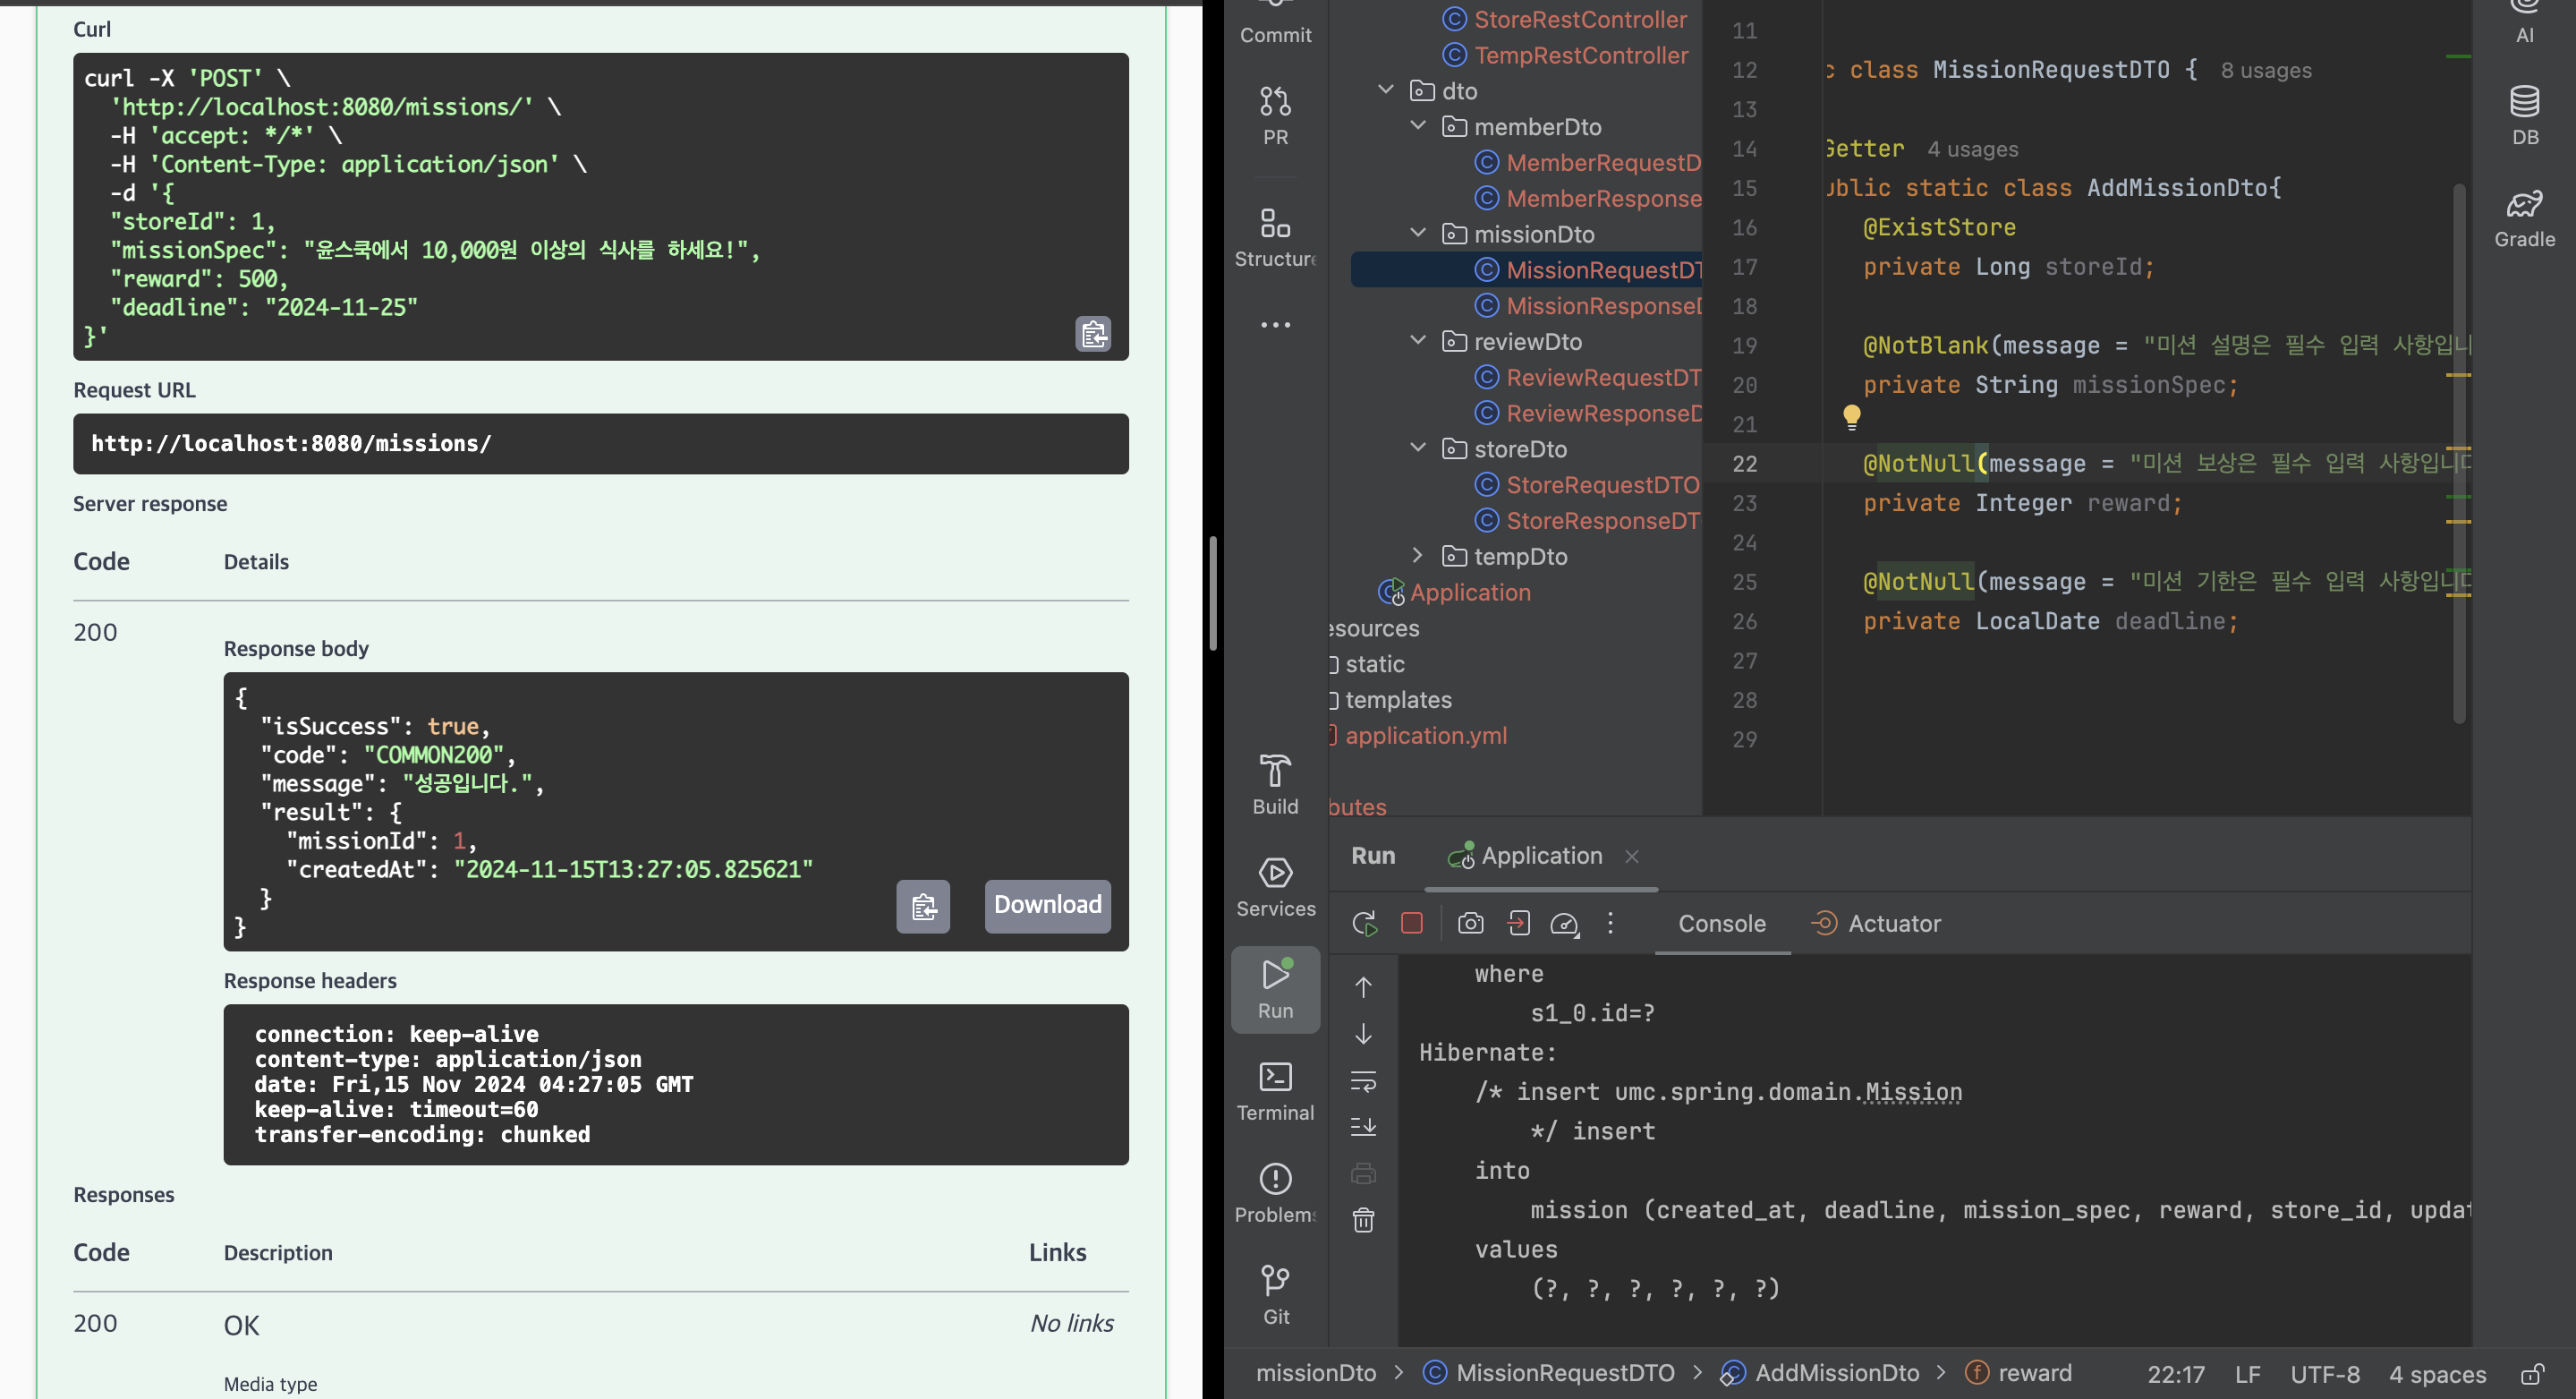 Curl
curl -X 'POST' \
'http://localhost:8080/missions/' \
-H 'accept: */*' \
-H 'Content-Type: application/json' \
-d '{
"storeId": 1,
"missionSpec": "윤스쿡에서 10,000원 이상의 식사를 하세요!",
"reward": 500,
"deadline": "2024-11-25"
}'
Request URL
http://localhost:8080/missions/
Server response
Code Details
200
Response body
{
"isSuccess": true,
"code": "COMMON200",
"message": "성공입니다.",
"result": {
"missionId": 1,
"createdAt": "2024-11-15T13:27:05.825621"
}
}
Download
Response headers
connection: keep-alive
content-type: application/json
date: Fri,15 Nov 2024 04:27:05 GMT
keep-alive: timeout=60
transfer-encoding: chunked
Responses
Code Description Links
200 OK No links
Media type
Commit
PR
Structure
Build
Services
Run
Terminal
Problems
Git
StoreRestController
TempRestController
dto
memberDto
MemberRequestD
MemberResponse
missionDto
MissionRequestDT
MissionResponseD
reviewDto
ReviewRequestDT
ReviewResponseD
storeDto
StoreRequestDTO
StoreResponseDT
tempDto
Application
esources
static
templates
application.yml
butes
11
12 c class MissionRequestDTO { 8 usages
13
14 Getter 4 usages
15 ublic static class AddMissionDto{
16 @ExistStore
17 private Long storeId;
18
19 @NotBlank(message = "미션 설명은 필수 입력 사항입니
20 private String missionSpec;
21
22 @NotNull(message = "미션 보상은 필수 입력 사항입니다
23 private Integer reward;
24
25 @NotNull(message = "미션 기한은 필수 입력 사항입니다
26 private LocalDate deadline;
27
28
29
AI
DB
Gradle
Run Application
Console Actuator
where
s1_0.id=?
Hibernate:
/* insert umc.spring.domain.Mission
*/ insert
into
mission (created_at, deadline, mission_spec, reward, store_id, updat
values
(?, ?, ?, ?, ?, ?)
missionDto > MissionRequestDTO > AddMissionDto > reward 22:17 LF UTF-8 4 spaces